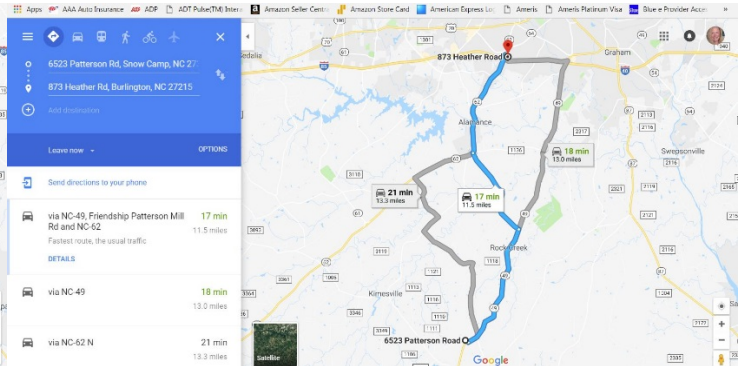 Apps AAA Auto Insurance ADP ADT Pulse(TM) Intera Amazon Seller Centr Amazon Store Card American Express Log Ameris Ameris Platinum Visa Blue e Provider Acce »
6523 Patterson Rd, Snow Camp, NC 27
873 Heather Rd, Burlington, NC 27215
Add destination
Leave now
OPTIONS
Send directions to your phone
via NC-49, Friendship Patterson Mill
Rd and NC-62
17 min
11.5 miles
Fastest route, the usual traffic
DETAILS
via NC-49
18 min
13.0 miles
via NC-62 N
21 min
13.3 miles
873 Heather Road
Graham
Alamance
Swepsonville
18 min
13.0 miles
21 min
13.3 miles
17 min
11.5 miles
Rock Creek
Kimesville
6523 Patterson Road
Satellite
Google